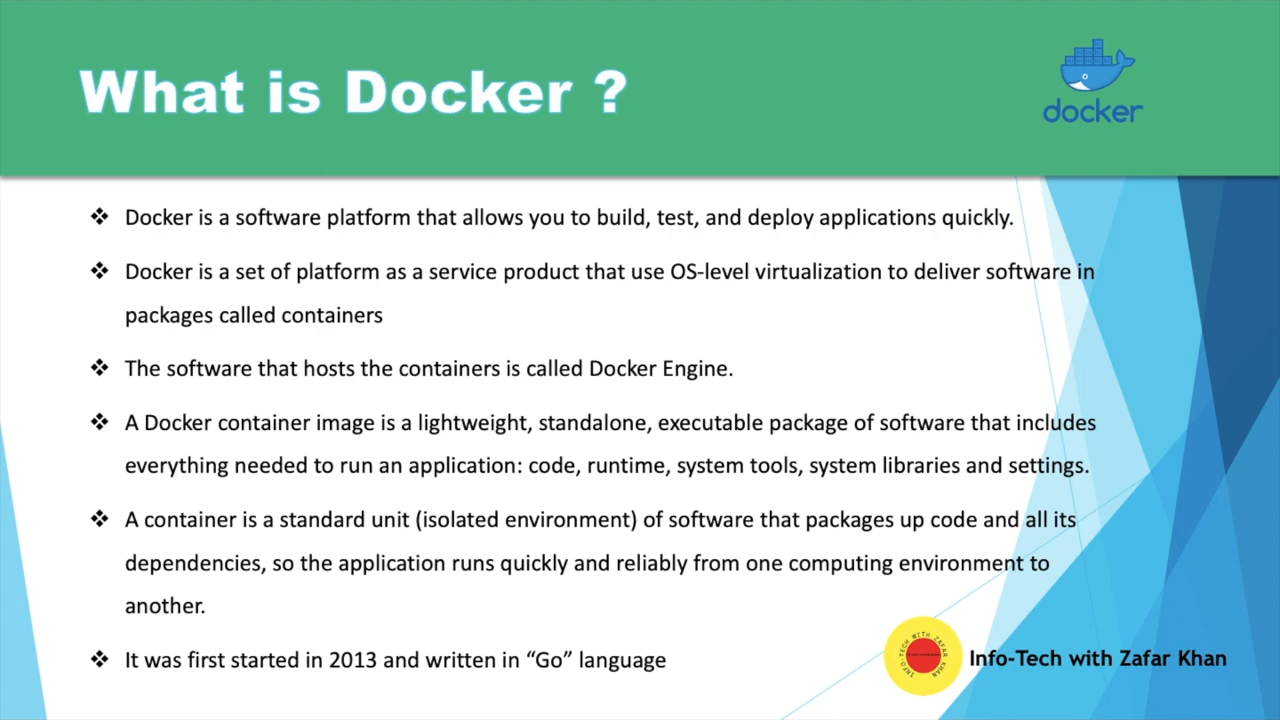 What is Docker ?
docker
❖ Docker is a software platform that allows you to build, test, and deploy applications quickly.
❖ Docker is a set of platform as a service product that use OS-level virtualization to deliver software in
packages called containers
❖ The software that hosts the containers is called Docker Engine.
❖ A Docker container image is a lightweight, standalone, executable package of software that includes
everything needed to run an application: code, runtime, system tools, system libraries and settings.
❖ A container is a standard unit (isolated environment) of software that packages up code and all its
dependencies, so the application runs quickly and reliably from one computing environment to
another.
❖ It was first started in 2013 and written in “Go” language
INFO-TECH WITH ZAFAR KHAN
Info-Tech with Zafar Khan